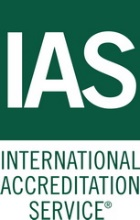 IAS
INTERNATIONAL
ACCREDITATION
SERVICE®